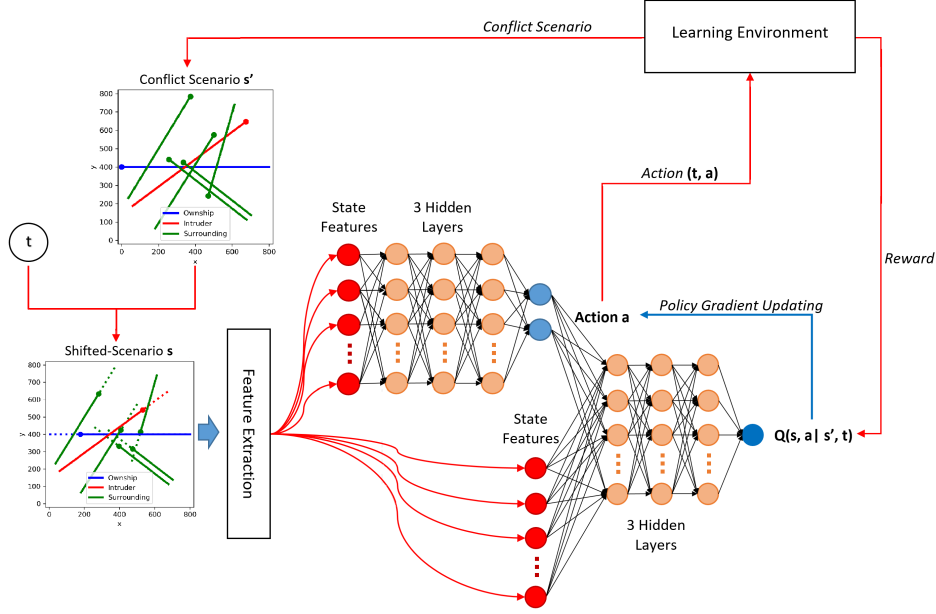 Conflict Scenario
Learning Environment
Conflict Scenario s’
800
700
600
500
400
300
200
100
0
y
Ownship
Intruder
Surrounding
0
200
400
600
800
x
t
Action (t, a)
Reward
State
Features
3 Hidden
Layers
Action a
Policy Gradient Updating
Shifted-Scenario s
800
700
600
500
400
300
200
100
0
y
Ownship
Intruder
Surrounding
0
200
400
600
800
x
Feature Extraction
State
Features
Q(s, a| s’, t)
3 Hidden
Layers